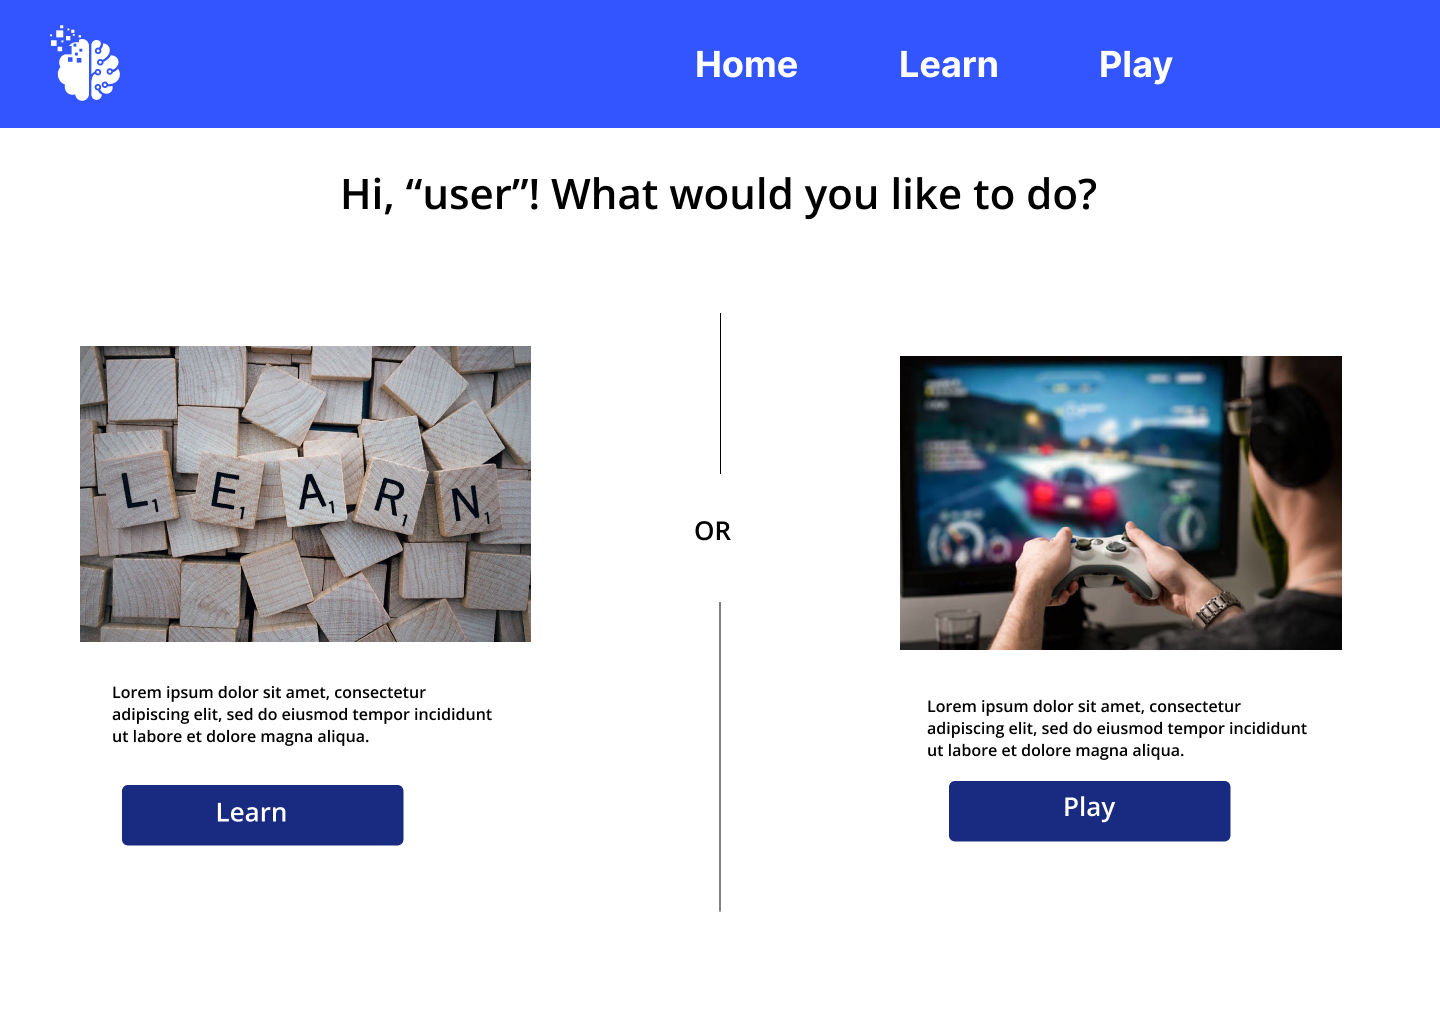 Home Learn Play
Hi, “user”! What would you like to do?
L1 E1 A1 R1 N1
OR
Lorem ipsum dolor sit amet, consectetur
adipiscing elit, sed do eiusmod tempor incididunt
ut labore et dolore magna aliqua.
Learn
Lorem ipsum dolor sit amet, consectetur
adipiscing elit, sed do eiusmod tempor incididunt
ut labore et dolore magna aliqua.
Play